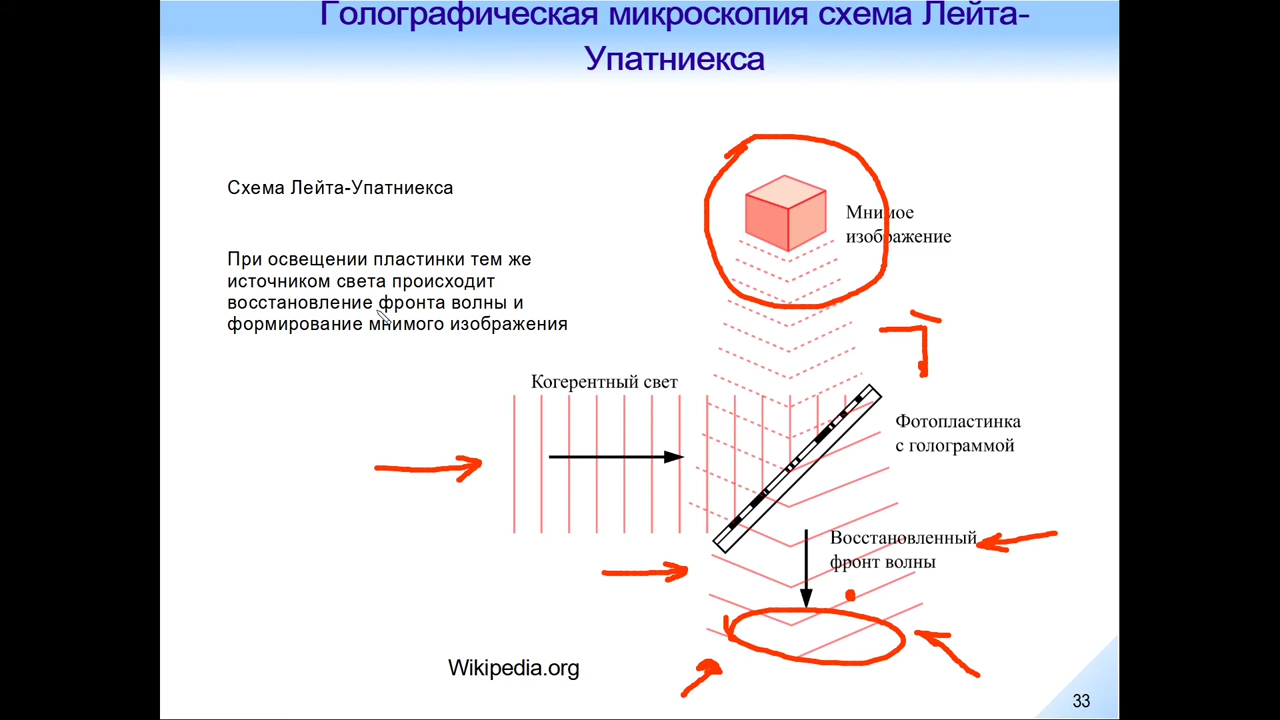 Голографическая микроскопия схема Лейта-
Упатниекса
Схема Лейта-Упатниекса
При освещении пластинки тем же
источником света происходит
восстановление фронта волны и
формирование мнимого изображения
Мнимое
изображение
Когерентный свет
Фотопластинка
с голограммой
Восстановленный
фронт волны
Wikipedia.org
33